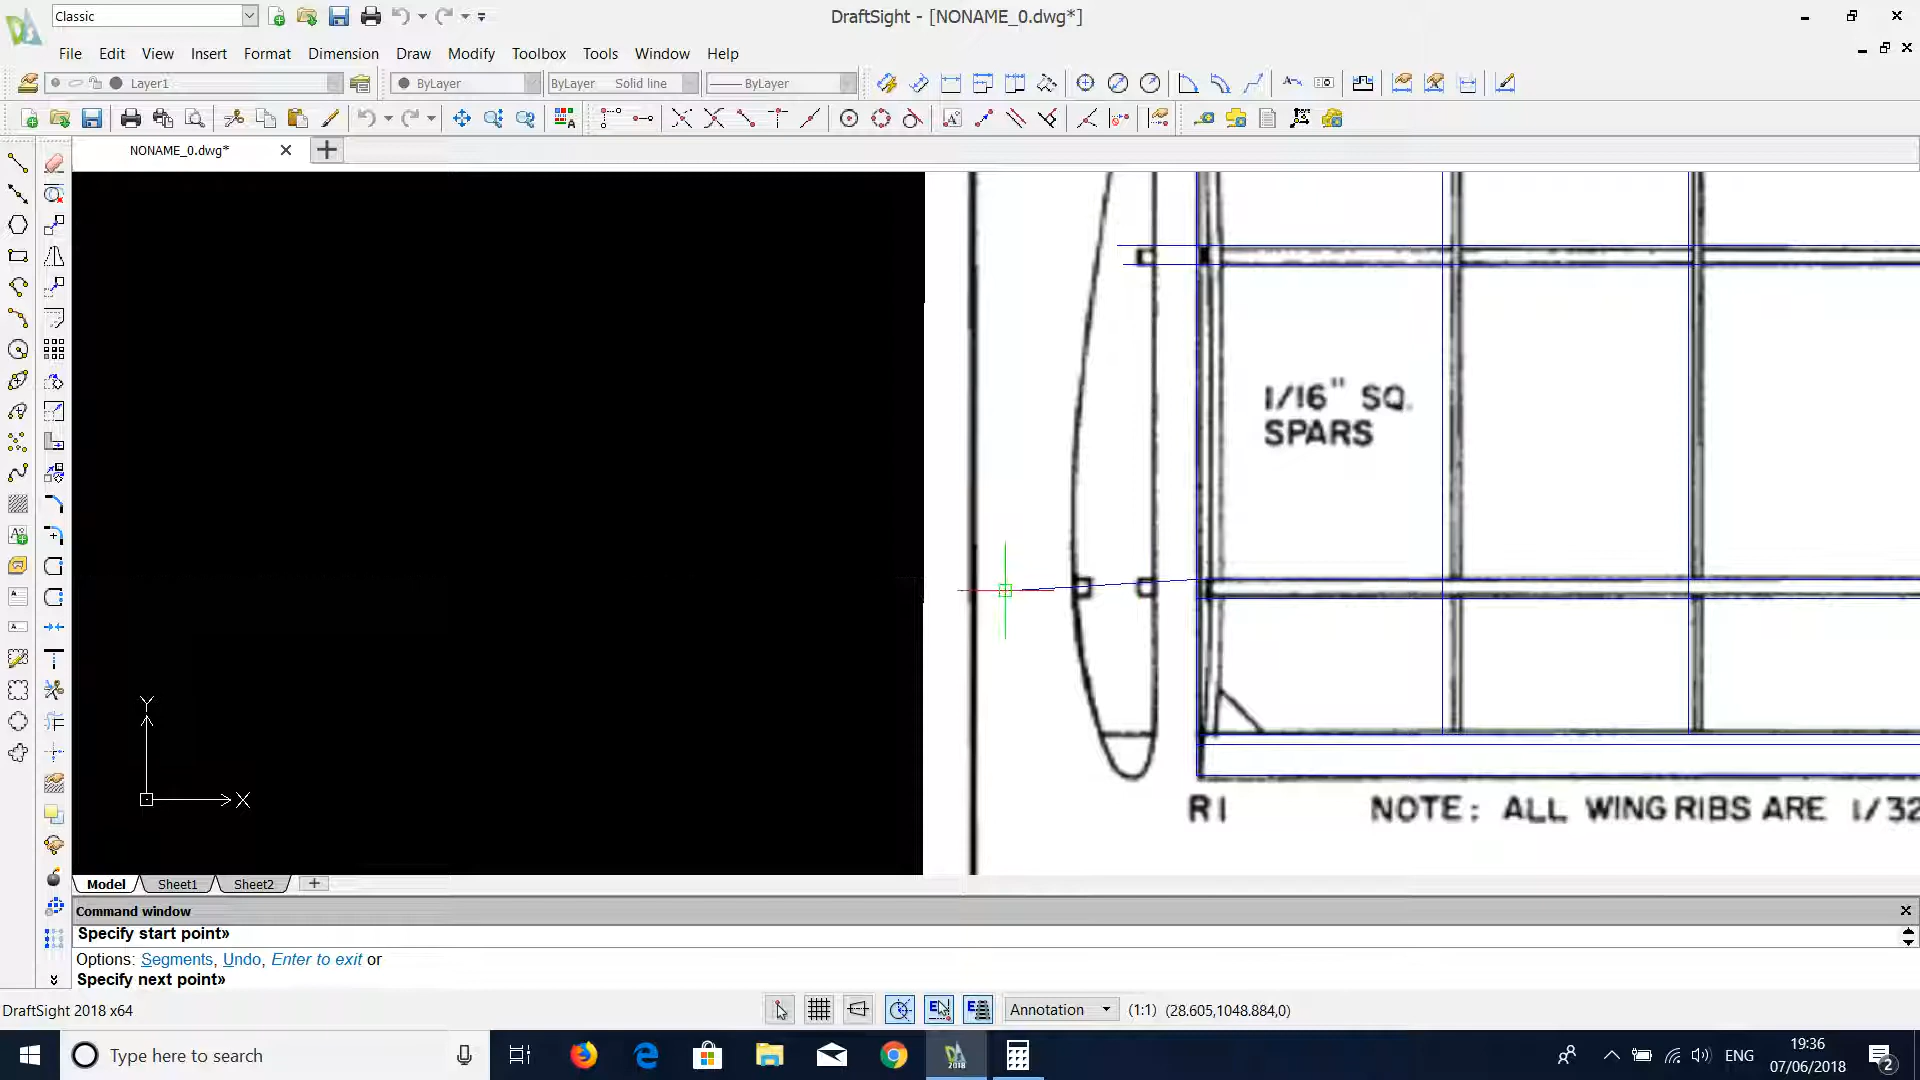 Classic
DraftSight - [NONAME_0.dwg*]
File Edit View Insert Format Dimension Draw Modify Toolbox Tools Window Help
Layer1 ByLayer ByLayer Solid line ByLayer
NONAME_0.dwg*
1/16" SQ.
SPARS
Y
X
R1 NOTE: ALL WING RIBS ARE 1/32
Model Sheet1 Sheet2
Command window
Specify start point»
Options: Segments, Undo, Enter to exit or
Specify next point»
DraftSight 2018 x64 Annotation (1:1) (28.605,1048.884,0)
Type here to search 2018 ENG 19:36
07/06/2018 2